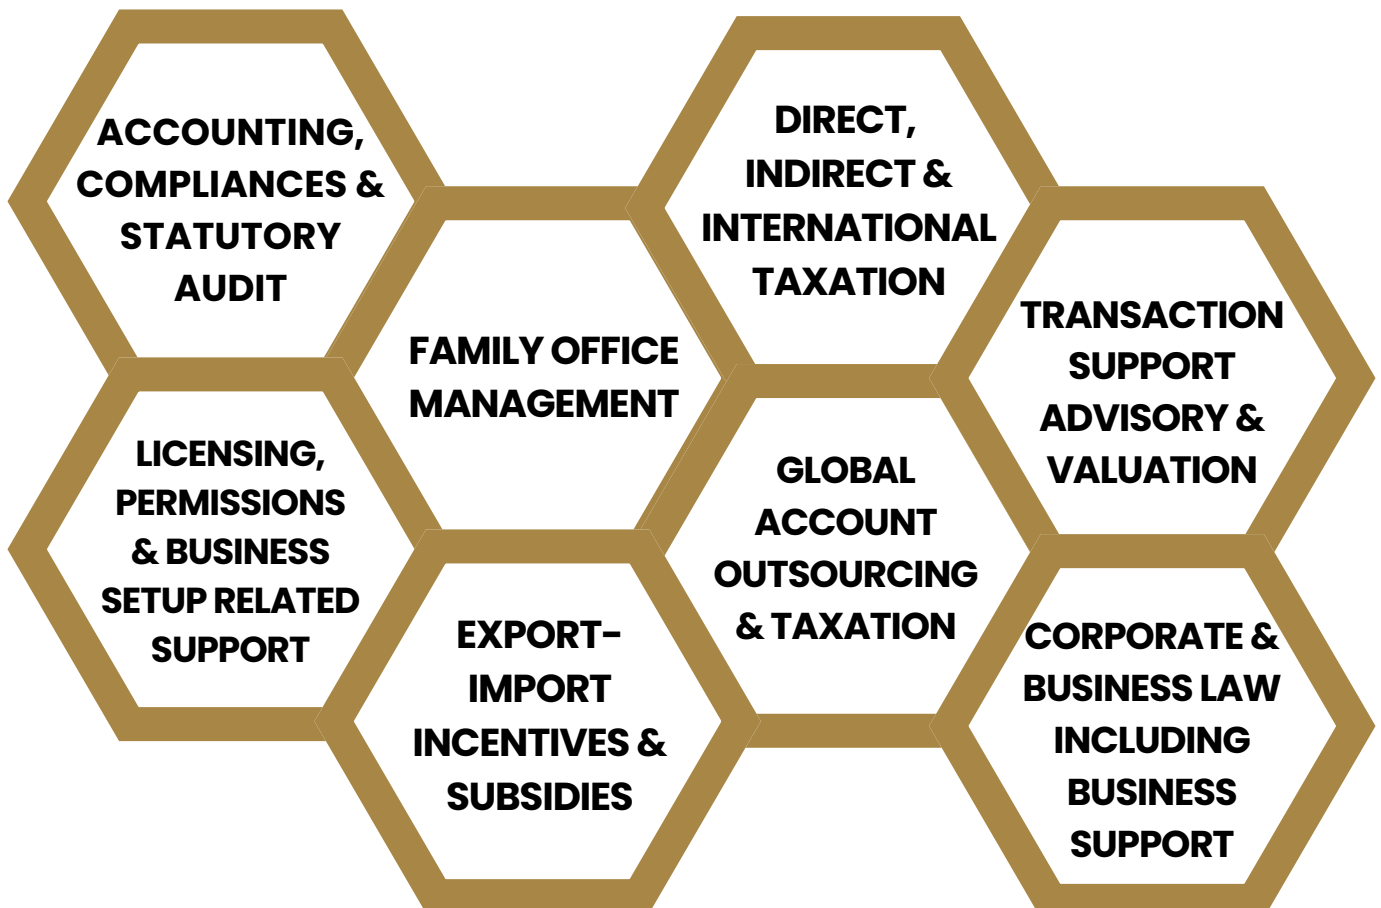 ACCOUNTING,
COMPLIANCES &
STATUTORY
AUDIT
DIRECT,
INDIRECT &
INTERNATIONAL
TAXATION
FAMILY OFFICE
MANAGEMENT
TRANSACTION
SUPPORT
ADVISORY &
VALUATION
LICENSING,
PERMISSIONS
& BUSINESS
SETUP RELATED
SUPPORT
GLOBAL
ACCOUNT
OUTSOURCING
& TAXATION
EXPORT-
IMPORT
INCENTIVES &
SUBSIDIES
CORPORATE &
BUSINESS LAW
INCLUDING
BUSINESS
SUPPORT